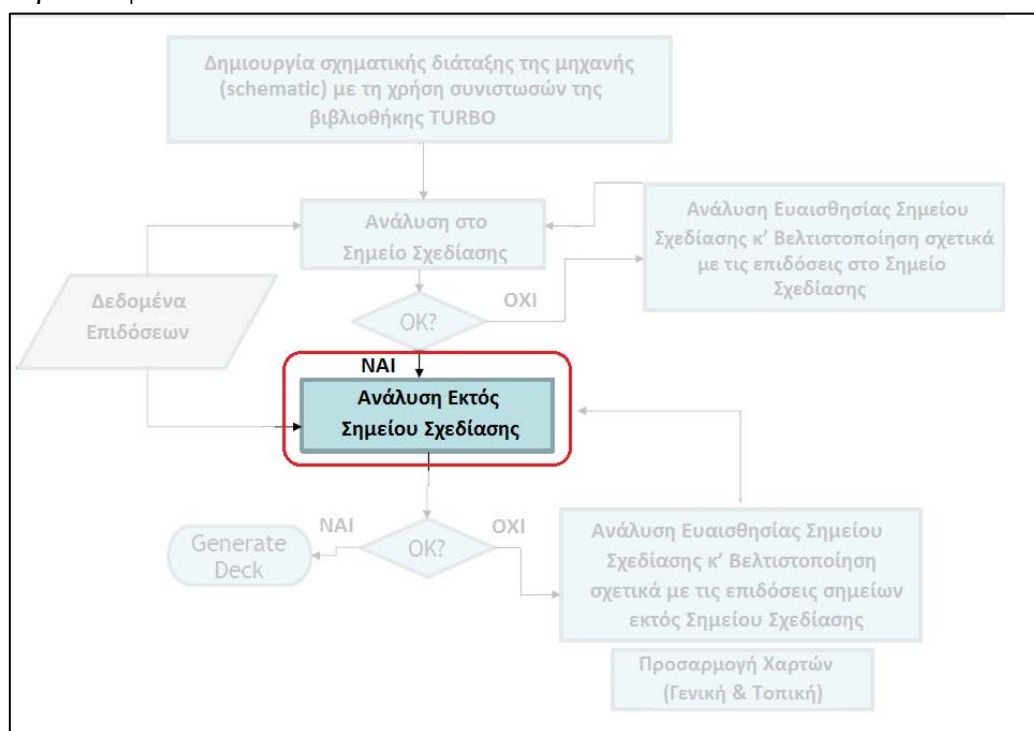 Δημιουργία σχηματικής διάταξης της μηχανής
(schematic) με τη χρήση συνιστωσών της
βιβλιοθήκης TURBO
Ανάλυση στο
Σημείο Σχεδίασης
Ανάλυση Ευαισθησίας Σημείου
Σχεδίασης κ' Βελτιστοποίηση σχετικά
με τις επιδόσεις στο Σημείο
Σχεδίασης
Δεδομένα
Επιδόσεων
ΟΧΙ
OK?
ΝΑΙ
Ανάλυση Εκτός
Σημείου Σχεδίασης
ΝΑΙ
ΟΧΙ
Generate
Deck
OK?
Ανάλυση Ευαισθησίας Σημείου
Σχεδίασης κ' Βελτιστοποίηση
σχετικά με τις επιδόσεις σημείων
εκτός Σημείου Σχεδίασης
Προσαρμογή Χαρτών
(Γενική & Τοπική)